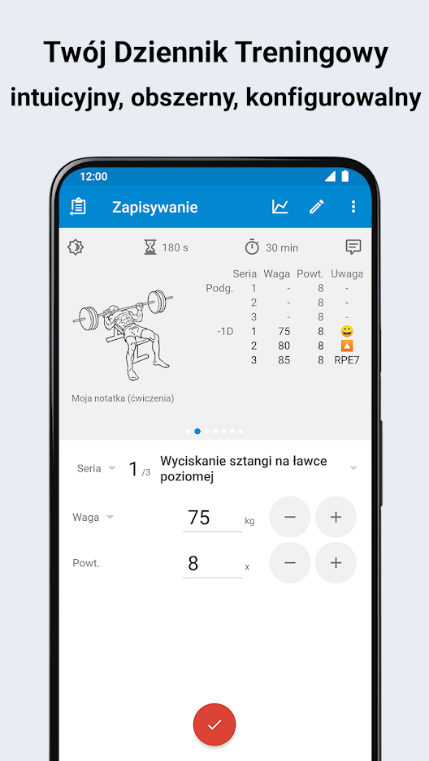 Twój Dziennik Treningowy
intuicyjny, obszerny, konfigurowalny
12:00
Zapisywanie
180 s
30 min
Seria Waga Powt. Uwaga
Podg. 1 - 8 -
2 - 8 -
3 - 8 -
-1D 1 75 8 😀
2 80 8 🔼
3 85 8 RPE7
Moja notatka (ćwiczenia)
Seria 1 /3 Wyciskanie sztangi na ławce
poziomej
Waga 75 kg − +
Powt. 8 x − +